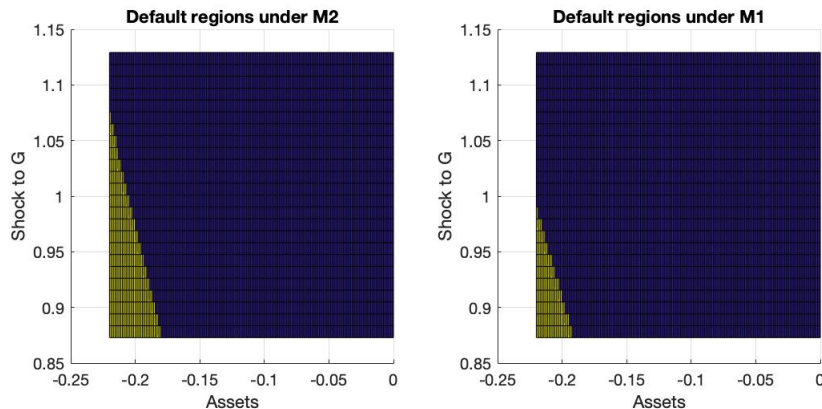 Default regions under M2
1.15
1.1
1.05
1
0.95
0.9
0.85
Shock to G
-0.25 -0.2 -0.15 -0.1 -0.05 0
Assets
Default regions under M1
1.15
1.1
1.05
1
0.95
0.9
0.85
Shock to G
-0.25 -0.2 -0.15 -0.1 -0.05 0
Assets